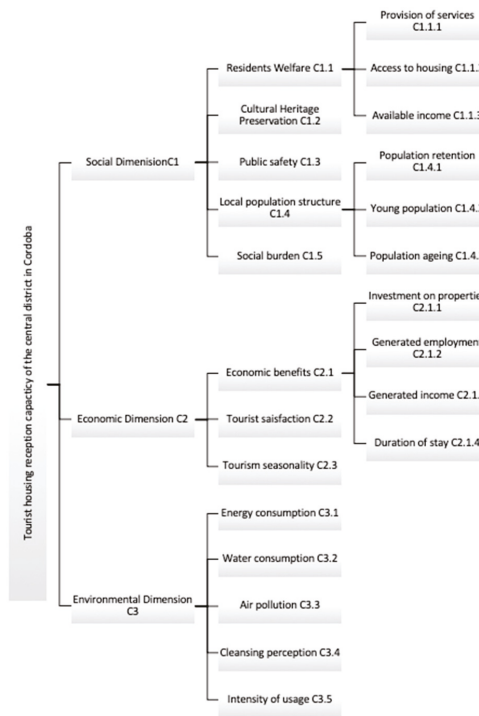 Tourist housing reception capacticy of the central district in Cordoba
Social DimenisionC1
Residents Welfare C1.1
Provision of services
C1.1.1
Access to housing C1.1.
Available income C1.1.3
Cultural Heritage
Preservation C1.2
Public safety C1.3
Local population structure
C1.4
Population retention
C1.4.1
Young population C1.4.
Population ageing C1.4.
Social burden C1.5
Economic Dimension C2
Economic benefits C2.1
Investment on propertie
C2.1.1
Generated employmen
C2.1.2
Generated income C2.1.
Duration of stay C2.1.4
Tourist saisfaction C2.2
Tourism seasonality C2.3
Environmental Dimension
C3
Energy consumption C3.1
Water consumption C3.2
Air pollution C3.3
Cleansing perception C3.4
Intensity of usage C3.5